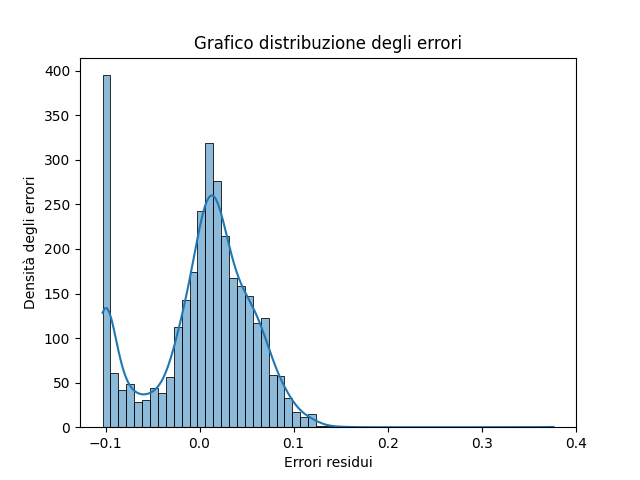 Grafico distribuzione degli errori
400
350
300
250
200
150
100
50
0
Densità degli errori
−0.1 0.0 0.1 0.2 0.3 0.4
Errori residui